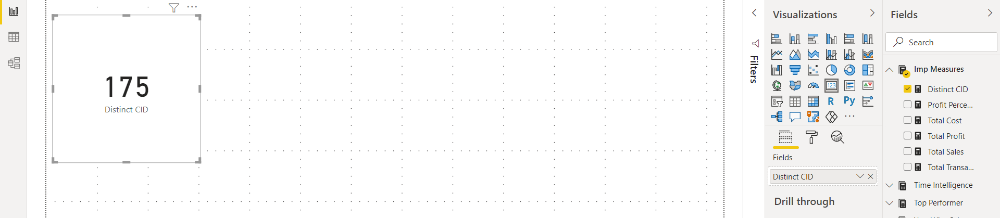 175
Distinct CID
Filters
Visualizations
123
R
Py
Fields
Distinct CID
Drill through
Fields
Search
Imp Measures
Distinct CID
Profit Perce...
Total Cost
Total Profit
Total Sales
Total Transa...
Time Intelligence
Top Performer